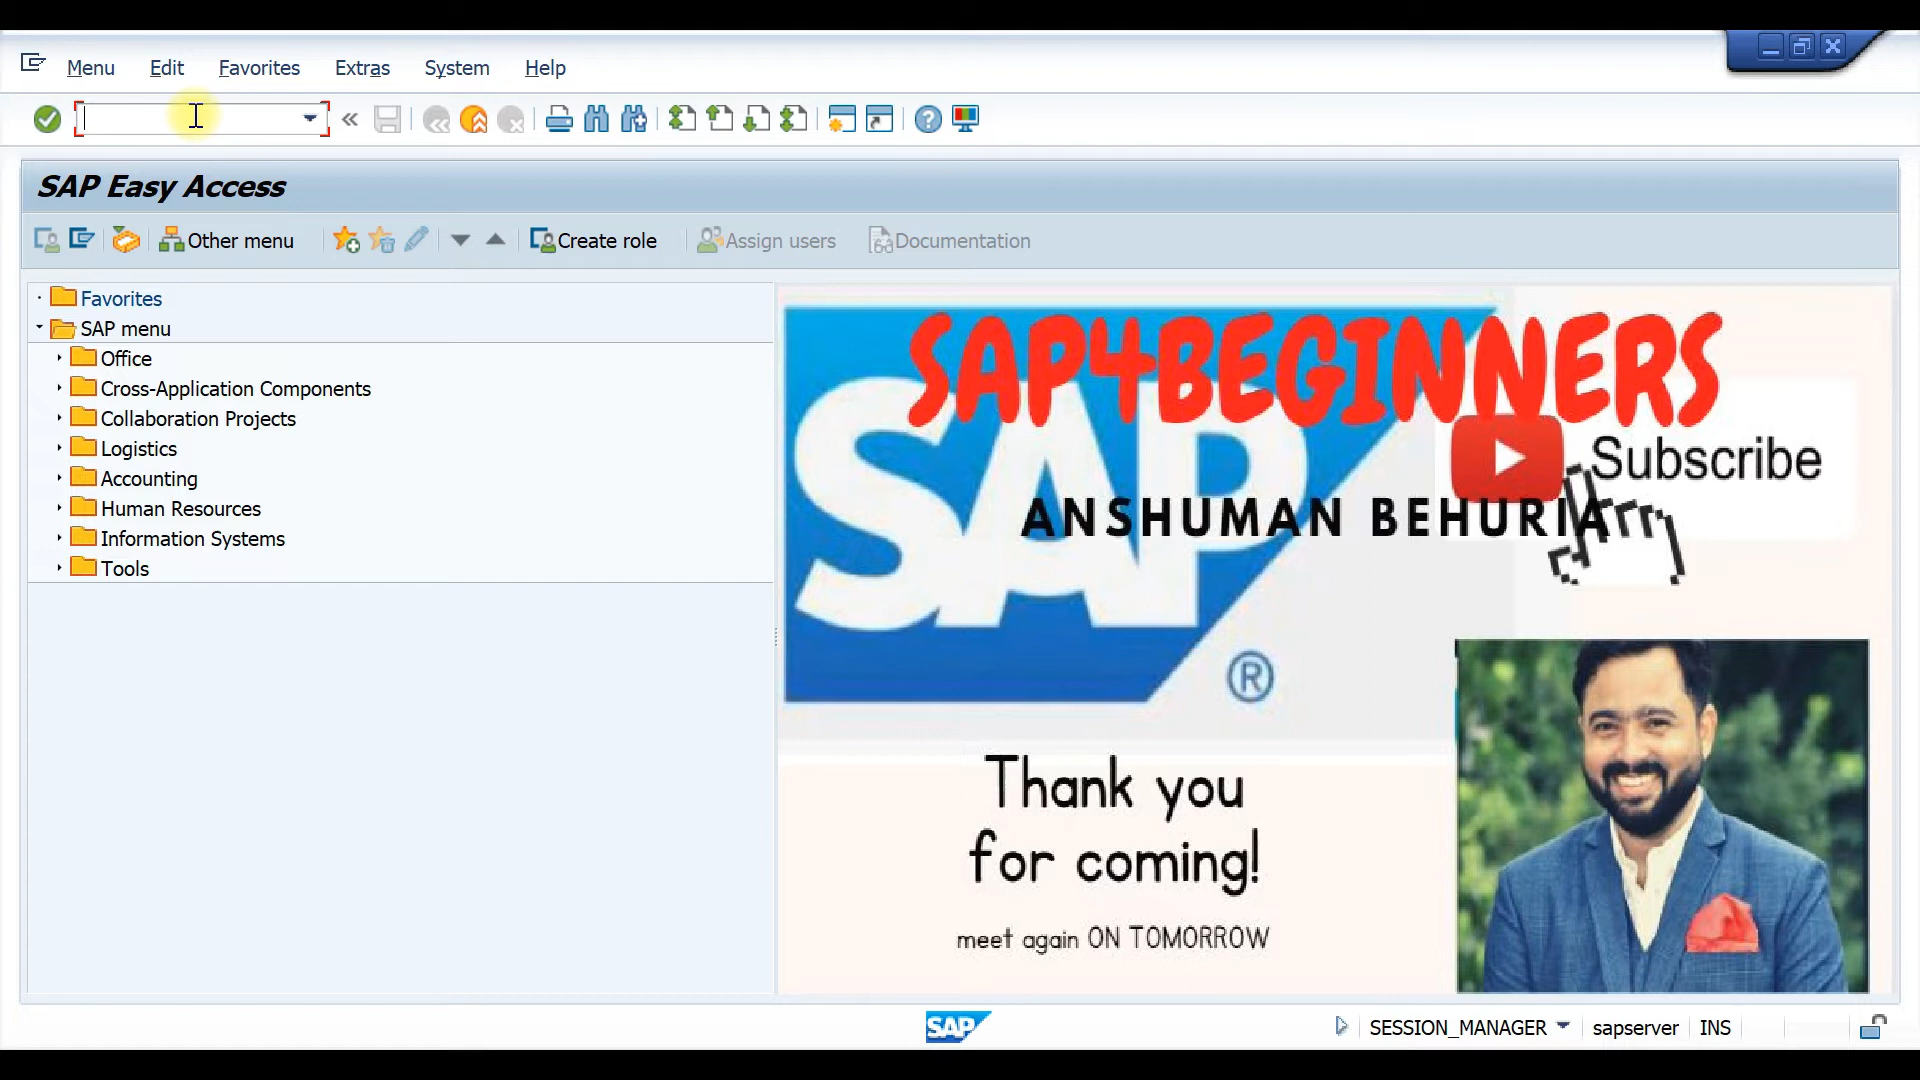 Menu Edit Favorites Extras System Help
SAP Easy Access
Other menu Create role Assign users Documentation
Favorites
SAP menu
Office
Cross-Application Components
Collaboration Projects
Logistics
Accounting
Human Resources
Information Systems
Tools
SAP4BEGINNERS
SAP
®
Subscribe
ANSHUMAN BEHURIA
Thank you
for coming!
meet again ON TOMORROW
SAP
SESSION_MANAGER sapserver INS